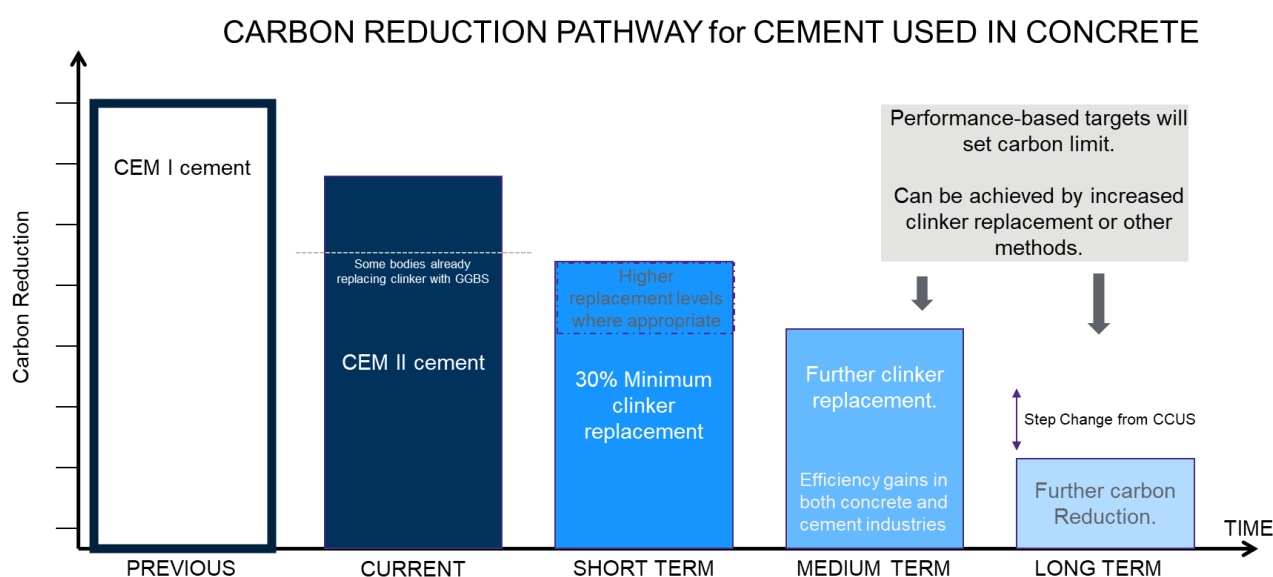 CARBON REDUCTION PATHWAY for CEMENT USED IN CONCRETE
Carbon Reduction
CEM I cement
Some bodies already
replacing clinker with GGBS
CEM II cement
Higher
replacement levels
where appropriate
30% Minimum
clinker
replacement
Performance-based targets will
set carbon limit.
Can be achieved by increased
clinker replacement or other
methods.
Further clinker
replacement.
Efficiency gains in
both concrete and
cement industries
Step Change from CCUS
Further carbon
Reduction.
TIME
PREVIOUS
CURRENT
SHORT TERM
MEDIUM TERM
LONG TERM